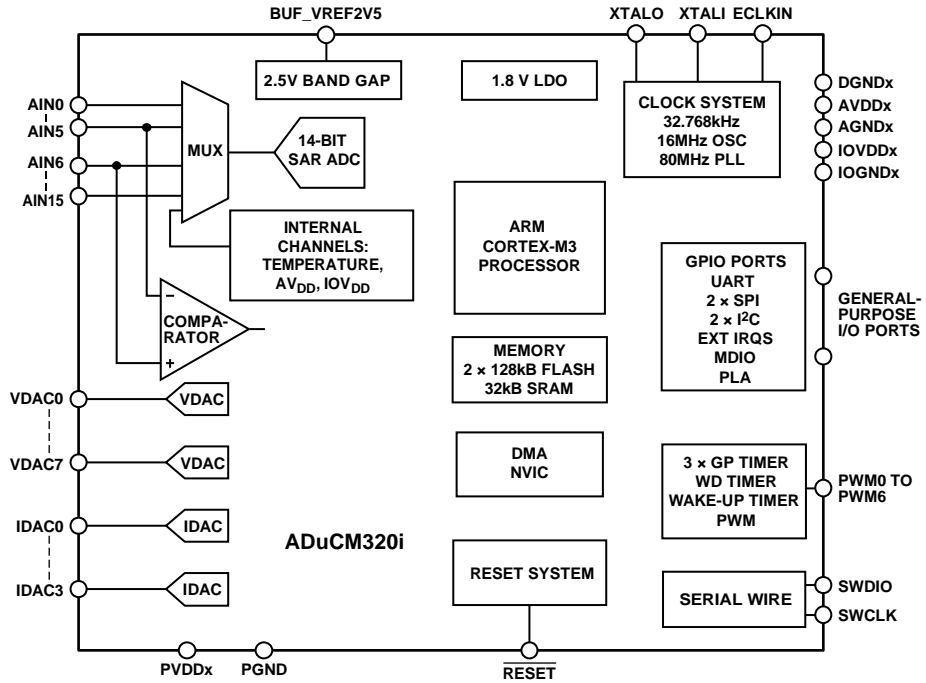 BUF_VREF2V5
XTALO XTALI ECLKIN
2.5V BAND GAP
1.8 V LDO
CLOCK SYSTEM
32.768kHz
16MHz OSC
80MHz PLL
DGNDx
AVDDx
AGNDx
IOVDDx
IOGNDx
AIN0
AIN5
AIN6
AIN15
MUX
14-BIT
SAR ADC
INTERNAL
CHANNELS:
TEMPERATURE,
AVDD, IOVDD
ARM
CORTEX-M3
PROCESSOR
GPIO PORTS
UART
2 × SPI
2 × I2C
EXT IRQS
MDIO
PLA
GENERAL-
PURPOSE
I/O PORTS
−
COMPA-
RATOR
+
MEMORY
2 × 128kB FLASH
32kB SRAM
VDAC0
VDAC
VDAC7
VDAC
DMA
NVIC
3 × GP TIMER
WD TIMER
WAKE-UP TIMER
PWM
PWM0 TO
PWM6
IDAC0
IDAC
IDAC3
IDAC
ADuCM320i
RESET SYSTEM
SERIAL WIRE
SWDIO
SWCLK
PVDDx
PGND
RESET